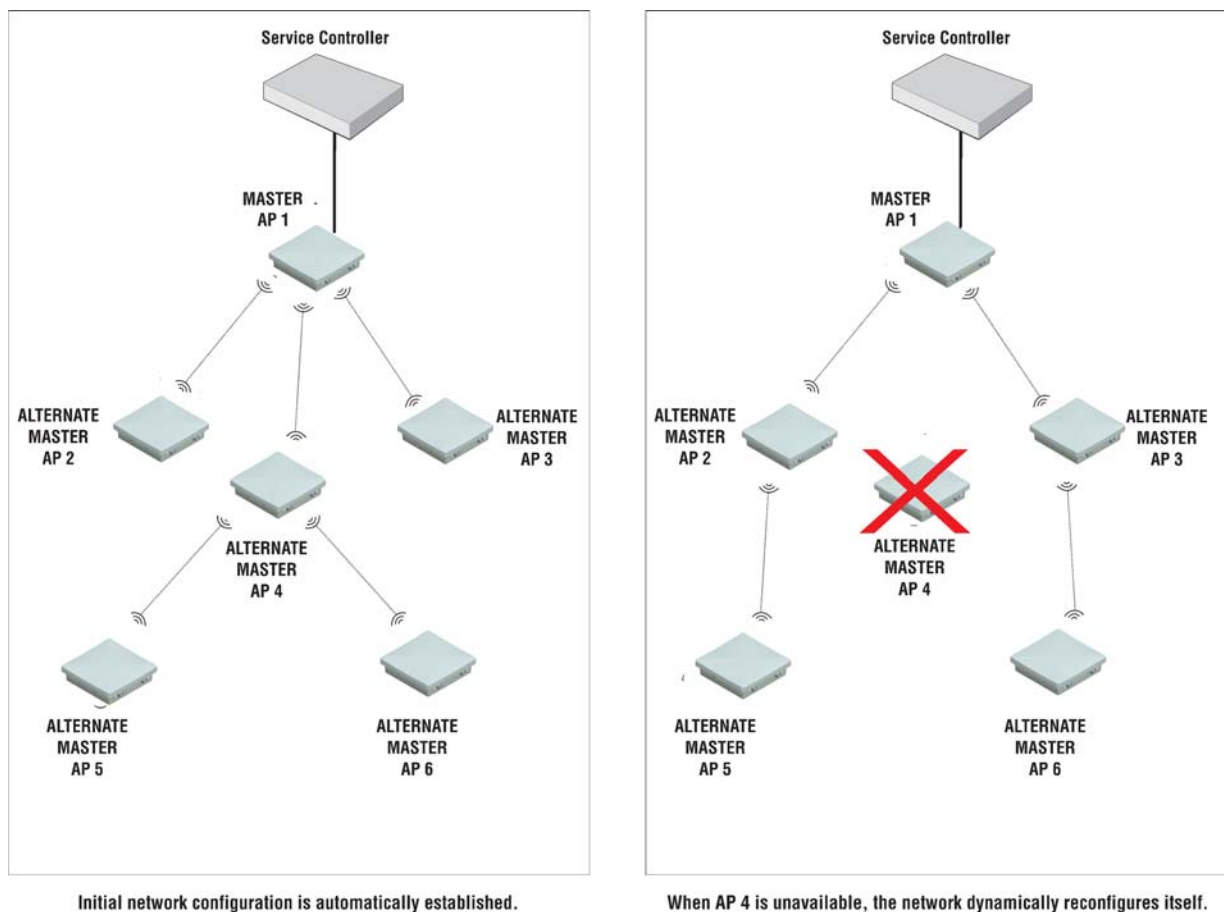 Service Controller
MASTER
AP 1
ALTERNATE
MASTER
AP 2
ALTERNATE
MASTER
AP 3
ALTERNATE
MASTER
AP 4
ALTERNATE
MASTER
AP 5
ALTERNATE
MASTER
AP 6
Initial network configuration is automatically established.
Service Controller
MASTER
AP 1
ALTERNATE
MASTER
AP 2
ALTERNATE
MASTER
AP 3
ALTERNATE
MASTER
AP 4
ALTERNATE
MASTER
AP 5
ALTERNATE
MASTER
AP 6
When AP 4 is unavailable, the network dynamically reconfigures itself.